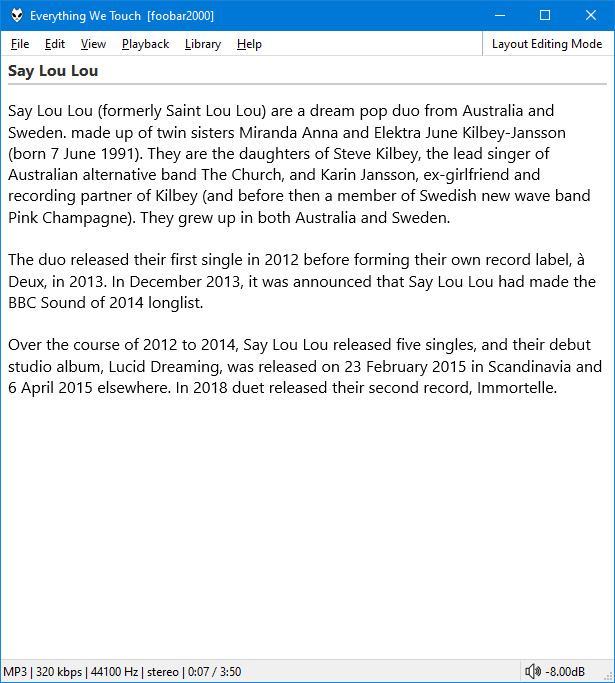 Everything We Touch [foobar2000]
File Edit View Playback Library Help Layout Editing Mode
Say Lou Lou
Say Lou Lou (formerly Saint Lou Lou) are a dream pop duo from Australia and
Sweden. made up of twin sisters Miranda Anna and Elektra June Kilbey-Jansson
(born 7 June 1991). They are the daughters of Steve Kilbey, the lead singer of
Australian alternative band The Church, and Karin Jansson, ex-girlfriend and
recording partner of Kilbey (and before then a member of Swedish new wave band
Pink Champagne). They grew up in both Australia and Sweden.
The duo released their first single in 2012 before forming their own record label, à
Deux, in 2013. In December 2013, it was announced that Say Lou Lou had made the
BBC Sound of 2014 longlist.
Over the course of 2012 to 2014, Say Lou Lou released five singles, and their debut
studio album, Lucid Dreaming, was released on 23 February 2015 in Scandinavia and
6 April 2015 elsewhere. In 2018 duet released their second record, Immortelle.
MP3 | 320 kbps | 44100 Hz | stereo | 0:07 / 3:50 -8.00dB